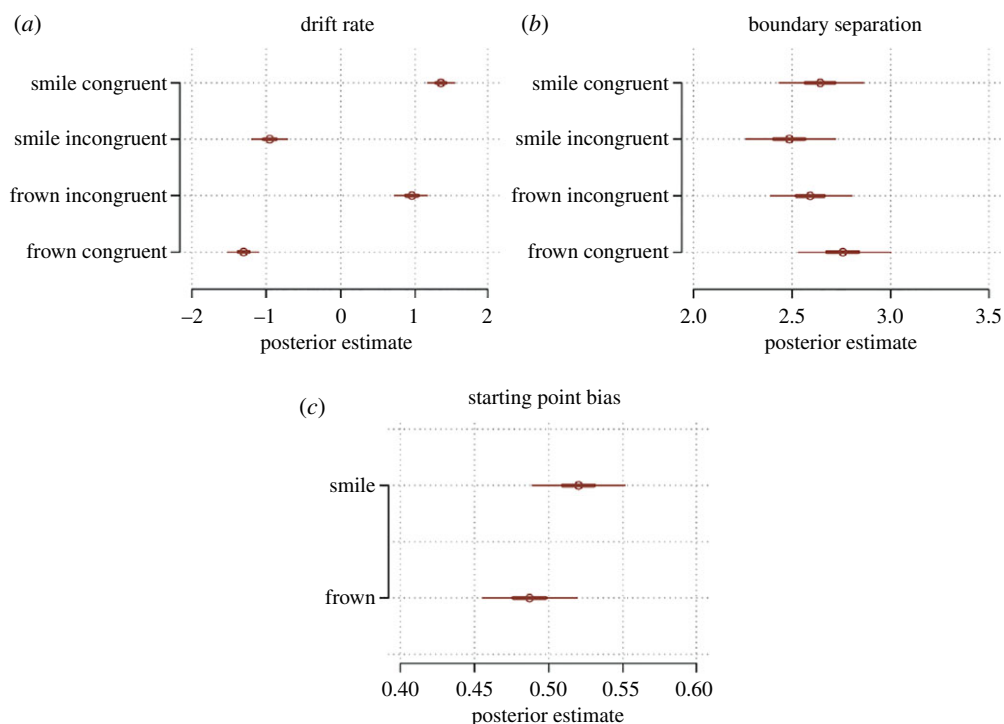 (a)
drift rate
smile congruent
smile incongruent
frown incongruent
frown congruent
–2 –1 0 1 2
posterior estimate
(b)
boundary separation
smile congruent
smile incongruent
frown incongruent
frown congruent
2.0 2.5 3.0 3.5
posterior estimate
(c)
starting point bias
smile
frown
0.40 0.45 0.50 0.55 0.60
posterior estimate